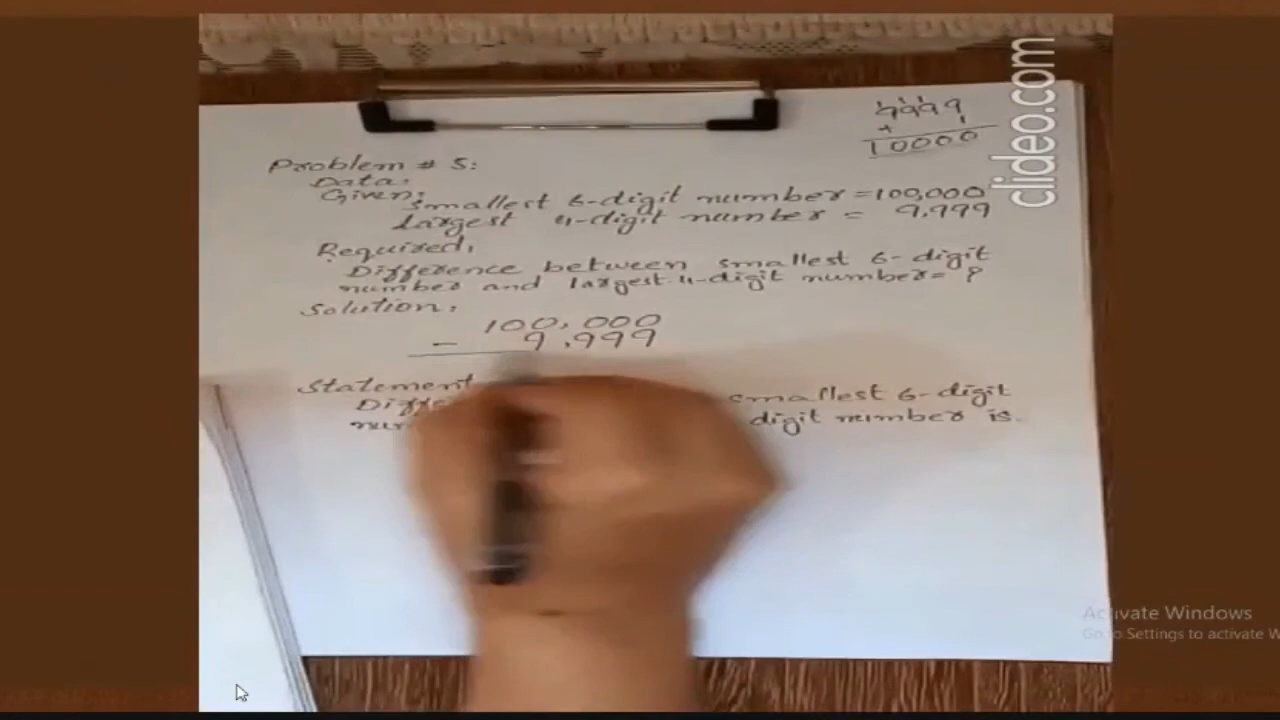 9999
+ 1
10000
Problem # 5:
Data:
Given:
Smallest 6-digit number = 100,000
largest 4-digit number = 9,999
Required:
Difference between smallest 6-digit
number and largest 4-digit number = ?
Solution:
100,000
- 9,999
Statement
smallest 6-digit
digit number is.
clideo.com
Activate Windows
Go to Settings to activate W